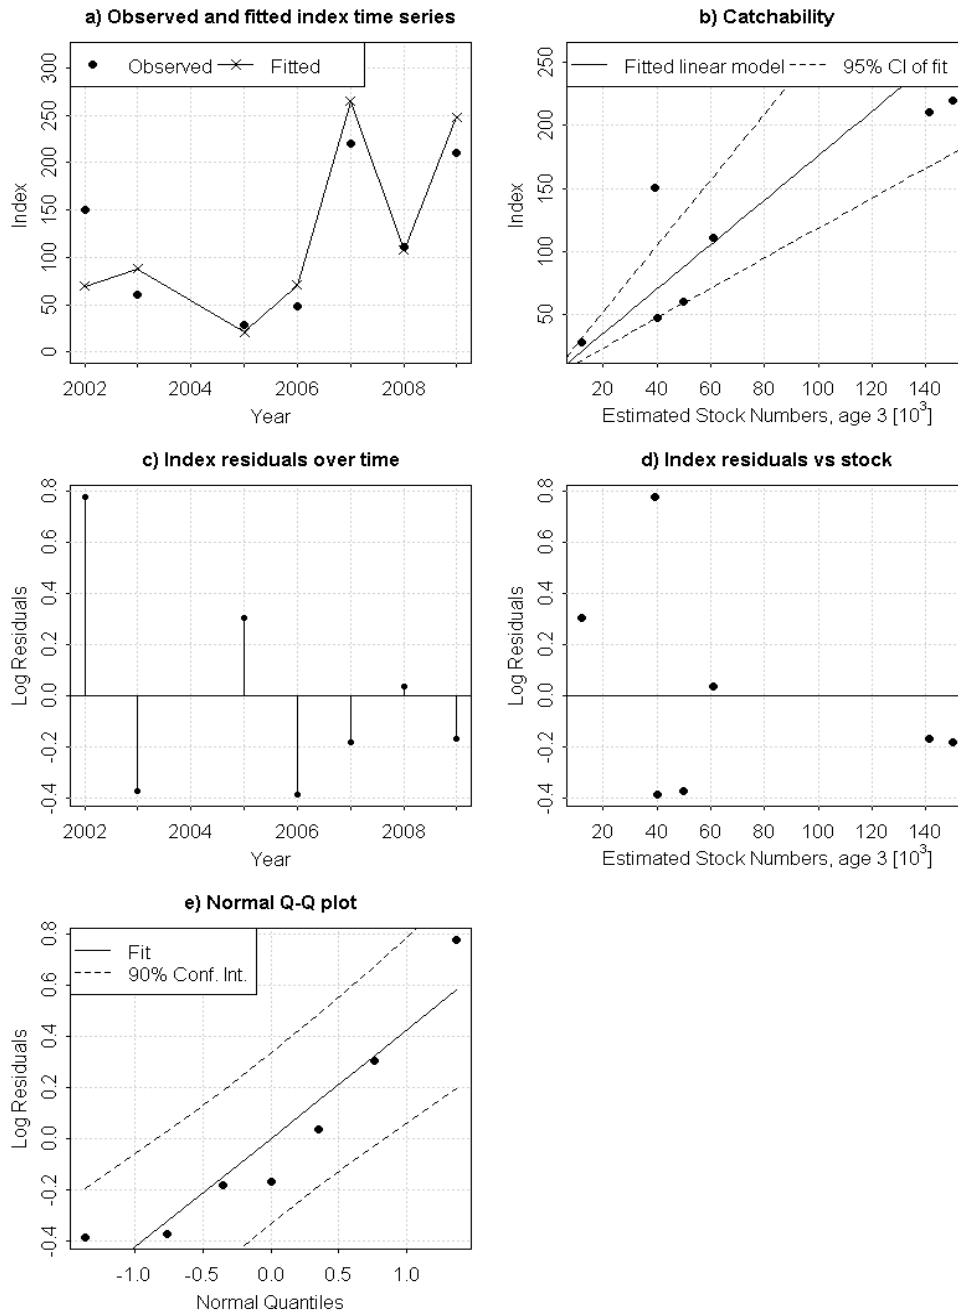 a) Observed and fitted index time series
Observed Fitted
300
250
200
150
100
50
0
Index
2002 2004 2006 2008
Year
b) Catchability
Fitted linear model 95% CI of fit
250
200
150
100
50
Index
20 40 60 80 100 120 140
Estimated Stock Numbers, age 3 [10³]
c) Index residuals over time
0.8
0.6
0.4
0.2
0.0
-0.2
-0.4
Log Residuals
2002 2004 2006 2008
Year
d) Index residuals vs stock
0.8
0.6
0.4
0.2
0.0
-0.2
-0.4
Log Residuals
20 40 60 80 100 120 140
Estimated Stock Numbers, age 3 [10³]
e) Normal Q-Q plot
Fit
90% Conf. Int.
0.8
0.6
0.4
0.2
0.0
-0.2
-0.4
Log Residuals
-1.0 -0.5 0.0 0.5 1.0
Normal Quantiles